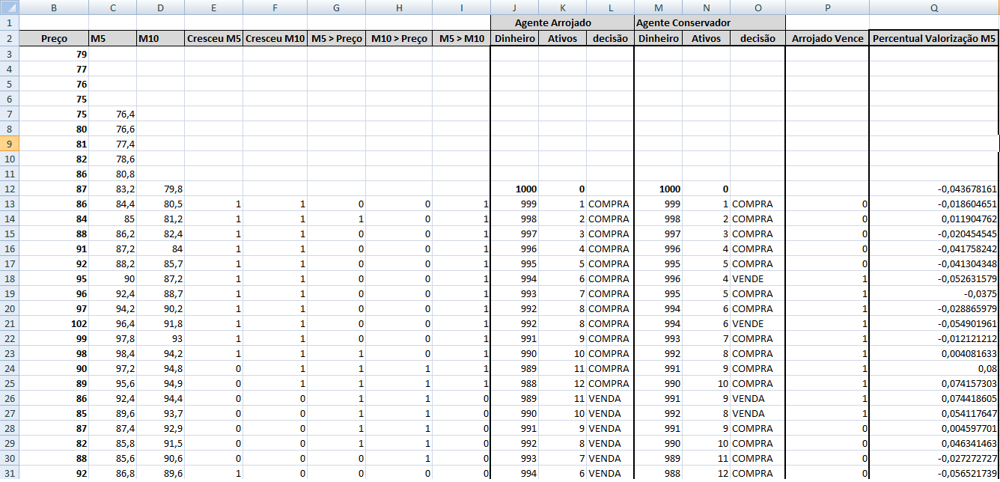 B C D E F G H I J K L M N O P Q
1 Agente Arrojado Agente Conservador
2 Preço M5 M10 Cresceu M5 Cresceu M10 M5 > Preço M10 > Preço M5 > M10 Dinheiro Ativos decisão Dinheiro Ativos decisão Arrojado Vence Percentual Valorização M5
3 79
4 77
5 76
6 75
7 75 76,4
8 80 76,6
9 81 77,4
10 82 78,6
11 86 80,8
12 87 83,2 79,8 1000 0 1000 0 -0,043678161
13 86 84,4 80,5 1 1 0 0 1 999 1 COMPRA 999 1 COMPRA 0 -0,018604651
14 84 85 81,2 1 1 1 0 1 998 2 COMPRA 998 2 COMPRA 0 0,011904762
15 88 86,2 82,4 1 1 0 0 1 997 3 COMPRA 997 3 COMPRA 0 -0,020454545
16 91 87,2 84 1 1 0 0 1 996 4 COMPRA 996 4 COMPRA 0 -0,041758242
17 92 88,2 85,7 1 1 0 0 1 995 5 COMPRA 995 5 COMPRA 0 -0,041304348
18 95 90 87,2 1 1 0 0 1 994 6 COMPRA 996 4 VENDE 1 -0,052631579
19 96 92,4 88,7 1 1 0 0 1 993 7 COMPRA 995 5 COMPRA 1 -0,0375
20 97 94,2 90,2 1 1 0 0 1 992 8 COMPRA 994 6 COMPRA 1 -0,028865979
21 102 96,4 91,8 1 1 0 0 1 992 8 COMPRA 994 6 VENDE 1 -0,054901961
22 99 97,8 93 1 1 0 0 1 991 9 COMPRA 993 7 COMPRA 1 -0,012121212
23 98 98,4 94,2 1 1 1 0 1 990 10 COMPRA 992 8 COMPRA 1 0,004081633
24 90 97,2 94,8 0 1 1 1 1 989 11 COMPRA 991 9 COMPRA 1 0,08
25 89 95,6 94,9 0 1 1 1 1 988 12 COMPRA 990 10 COMPRA 1 0,074157303
26 86 92,4 94,4 0 0 1 1 0 989 11 VENDA 991 9 VENDA 1 0,074418605
27 85 89,6 93,7 0 0 1 1 0 990 10 VENDA 992 8 VENDA 1 0,054117647
28 87 87,4 92,9 0 0 1 1 0 991 9 VENDA 991 9 COMPRA 0 0,004597701
29 82 85,8 91,5 0 0 1 1 0 992 8 VENDA 990 10 COMPRA 0 0,046341463
30 88 85,6 90,6 0 0 0 1 0 993 7 VENDA 989 11 COMPRA 0 -0,027272727
31 92 86,8 89,6 1 0 0 0 0 994 6 VENDA 988 12 COMPRA 0 -0,056521739